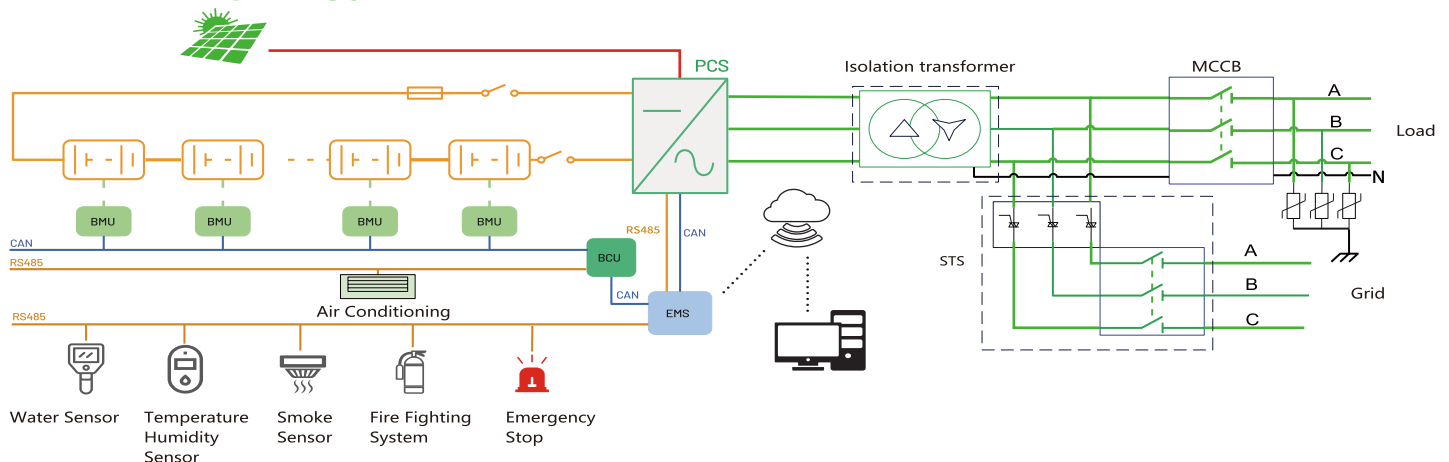 PCS
Isolation transformer
MCCB
A
B
Load
C
N
BMU
BMU
BMU
BMU
RS485
CAN
CAN
BCU
RS485
STS
A
Air Conditioning
CAN
EMS
B
Grid
RS485
C
Water Sensor
Temperature
Humidity
Sensor
Smoke
Sensor
Fire Fighting
System
Emergency
Stop